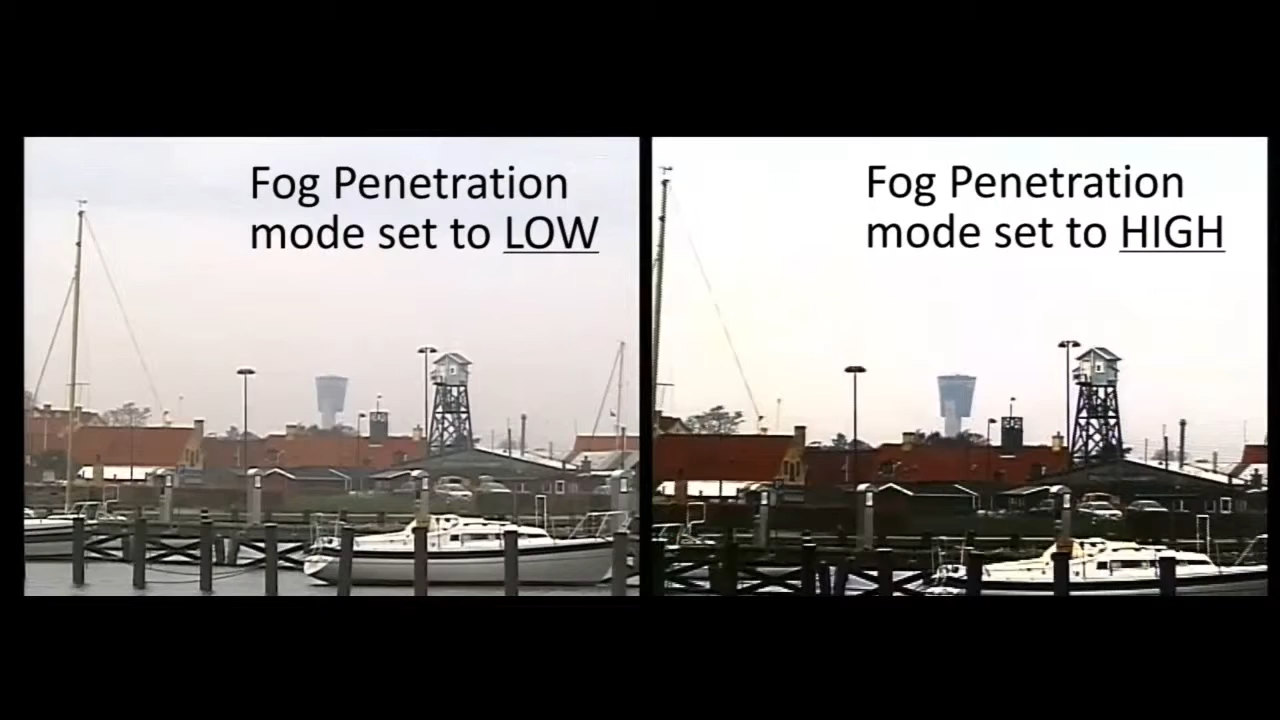 Fog Penetration
mode set to LOW
Fog Penetration
mode set to HIGH